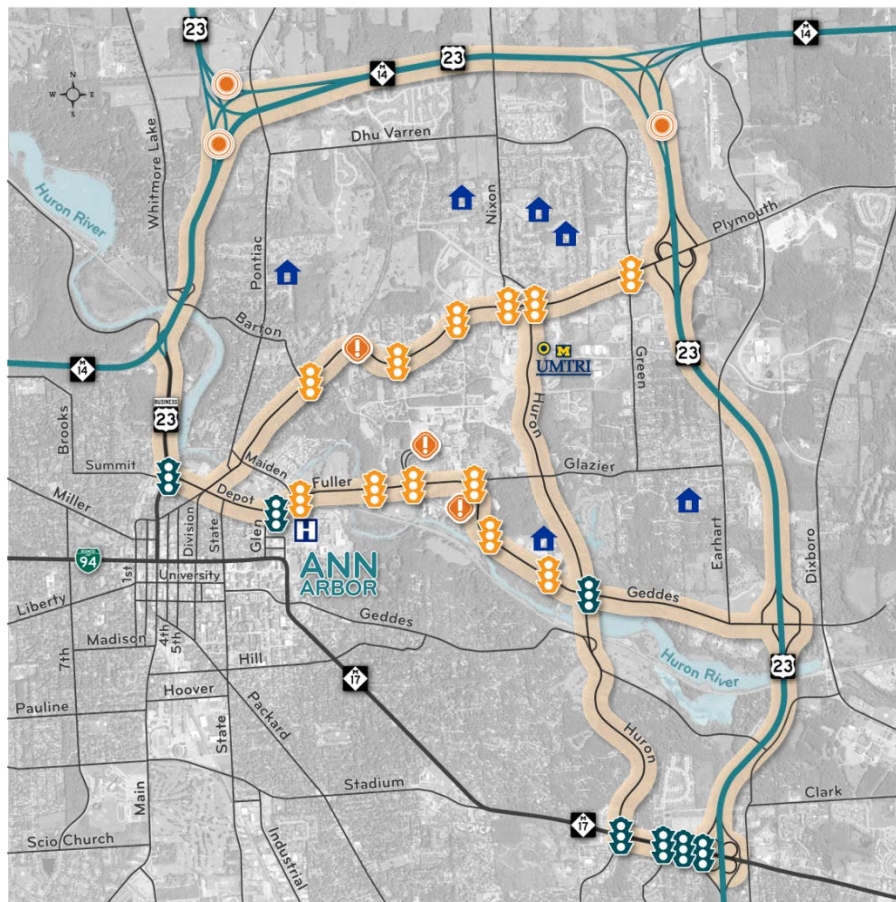 23
M
14
23
M
14
N
W
E
S
Whitmore Lake
Dhu Varren
Huron River
Nixon
Plymouth
Pontiac
Barton
!
M
UMTRI
23
M
14
Green
Brooks
BUSINESS
23
Huron
!
Summit
Maiden
Fuller
Glazier
Miller
Depot
!
Division
State
Glen
H
Earhart
Dixboro
BUSINESS
94
1st
University
ANN
ARBOR
Liberty
Geddes
Geddes
4th
5th
Madison
7th
Hill
23
Huron River
M
17
Hoover
Pauline
State
Packard
Huron
Stadium
Clark
Main
M
17
Scio Church
Industrial